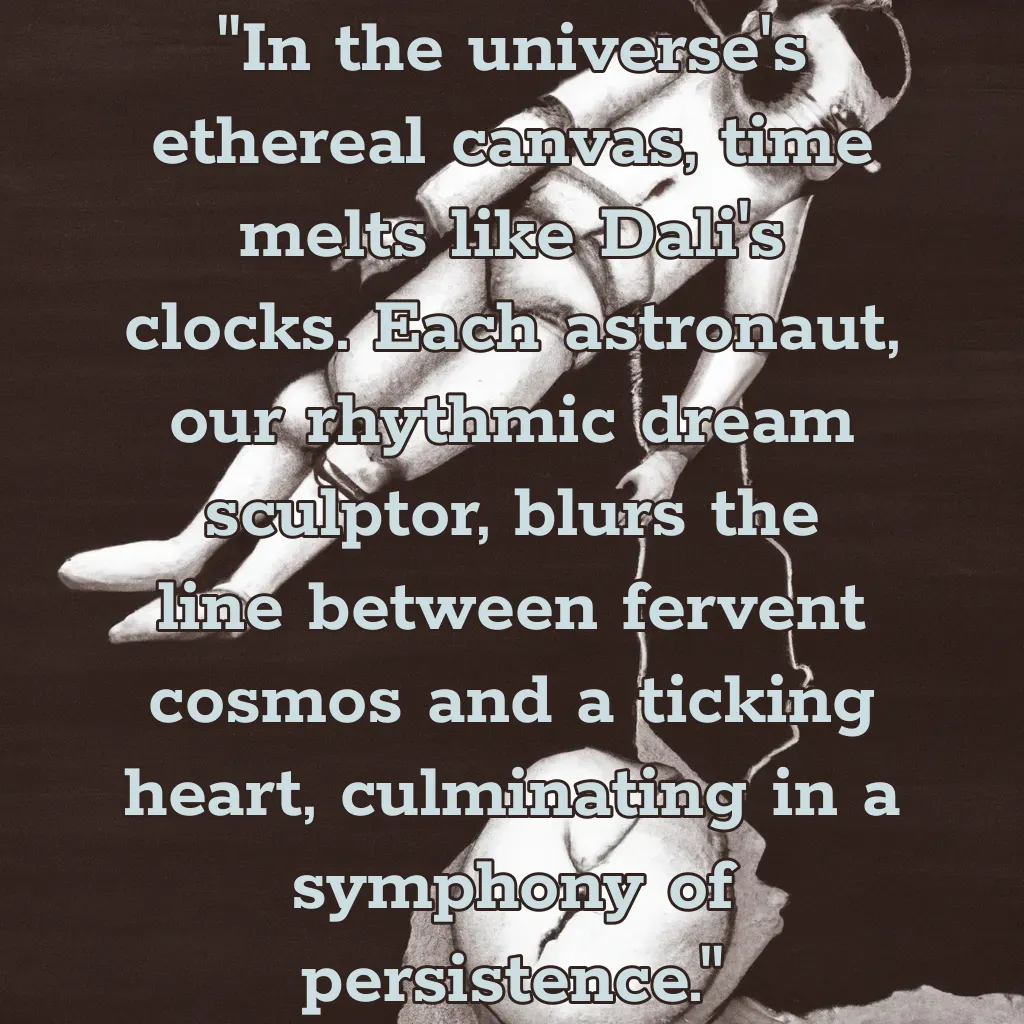 "In the universe's
ethereal canvas, time
melts like Dali's
clocks. Each astronaut,
our rhythmic dream
sculptor, blurs the
line between fervent
cosmos and a ticking
heart, culminating in a
symphony of
persistence."